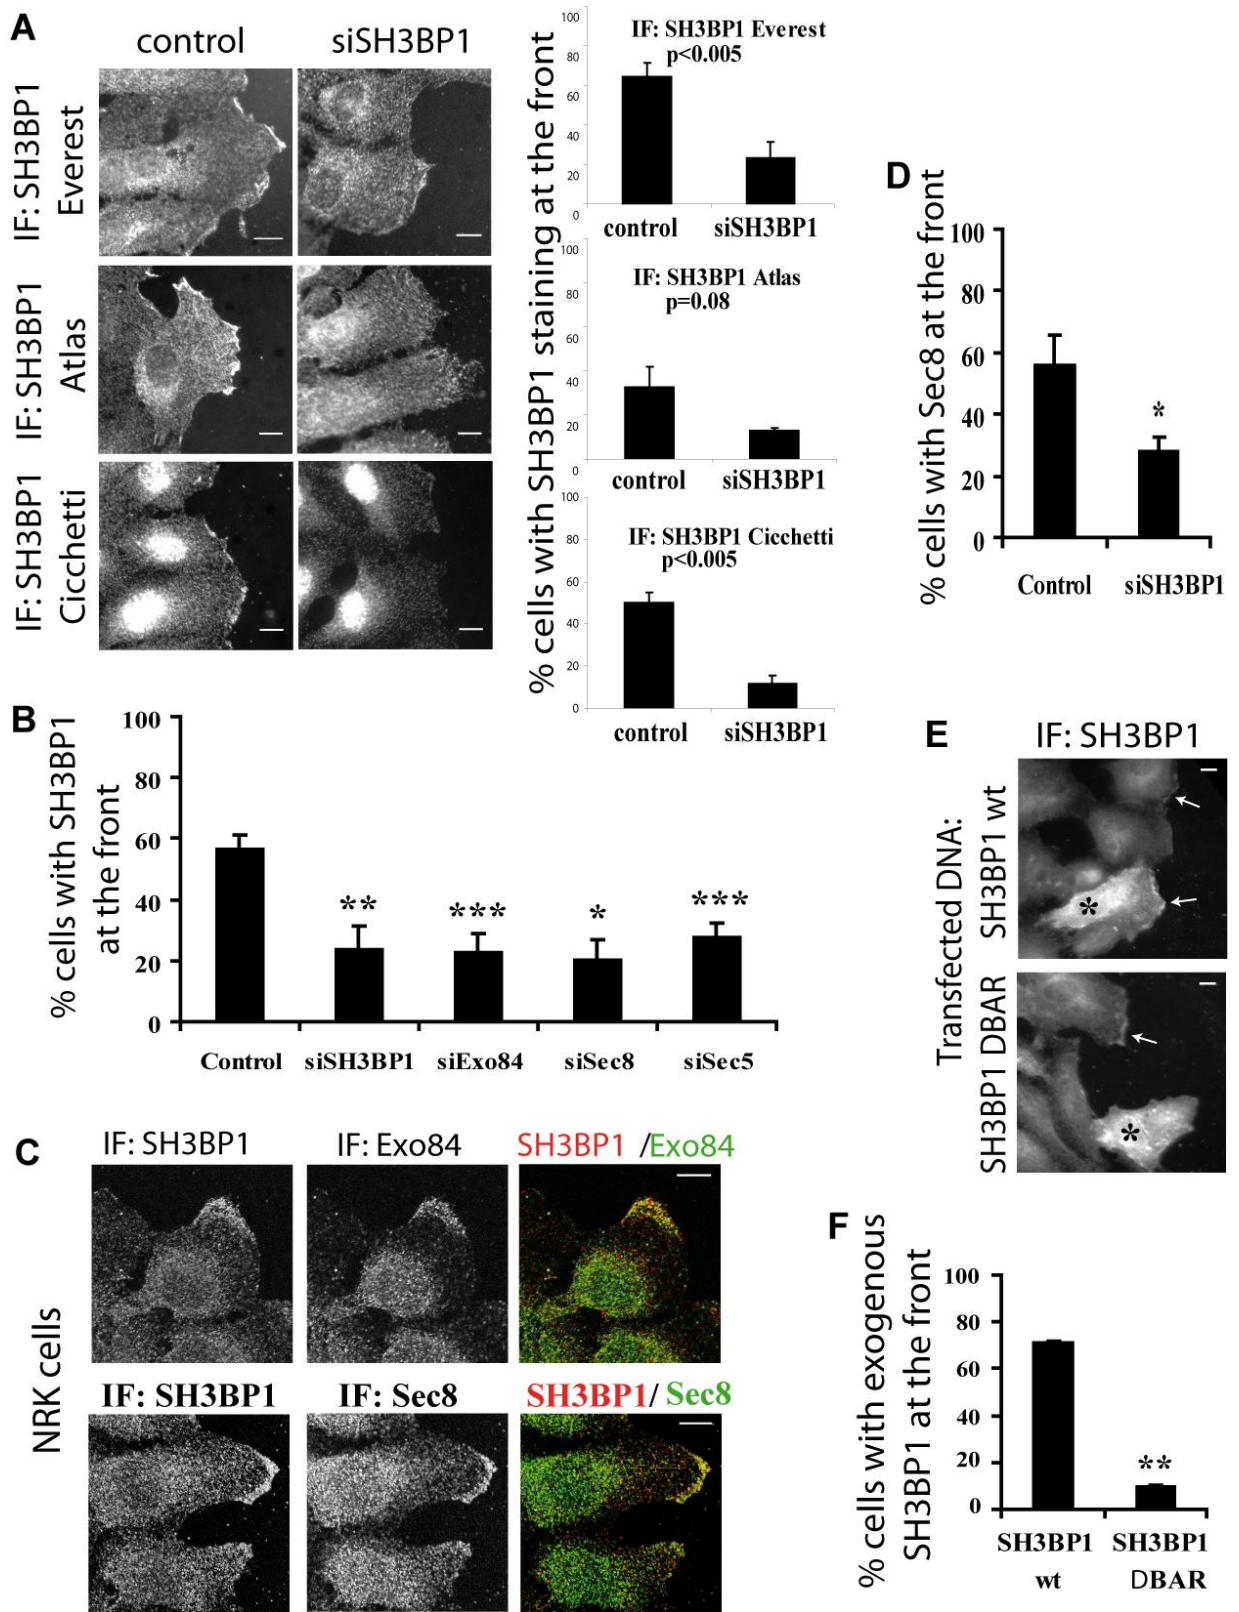 A
control
siSH3BP1
IF: SH3BP1
Everest
IF: SH3BP1
Atlas
IF: SH3BP1
Cicchetti
% cells with SH3BP1 staining at the front
100
80
60
40
20
0
IF: SH3BP1 Everest
p<0.005
control
siSH3BP1
100
80
60
40
20
0
IF: SH3BP1 Atlas
p=0.08
control
siSH3BP1
100
80
60
40
20
0
IF: SH3BP1 Cicchetti
p<0.005
control
siSH3BP1
B
% cells with SH3BP1
at the front
100
80
60
40
20
0
**
***
*
***
Control
siSH3BP1
siExo84
siSec8
siSec5
C
NRK cells
IF: SH3BP1
IF: Exo84
SH3BP1 /Exo84
IF: SH3BP1
IF: Sec8
SH3BP1/ Sec8
D
% cells with Sec8 at the front
100
80
60
40
20
0
*
Control
siSH3BP1
E
IF: SH3BP1
Transfected DNA:
SH3BP1 wt
*
SH3BP1 DBAR
*
F
% cells with exogenous
SH3BP1 at the front
100
80
60
40
20
0
**
SH3BP1
wt
SH3BP1
DBAR